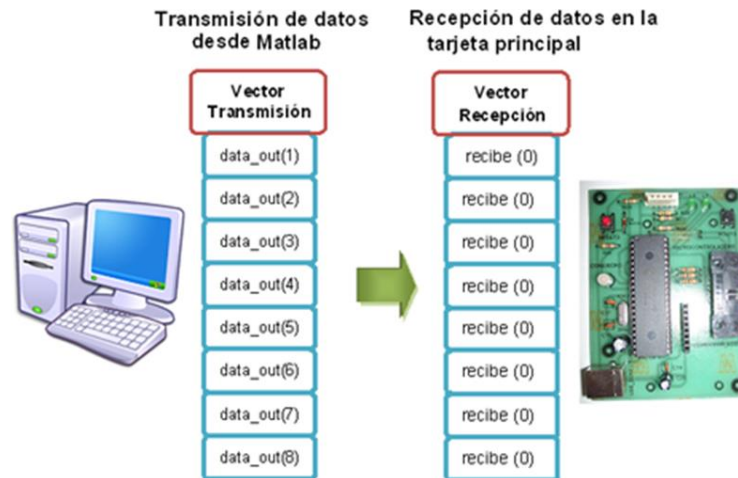 Transmisión de datos
desde Matlab
Recepción de datos en la
tarjeta principal
Vector
Transmisión
data_out(1)
data_out(2)
data_out(3)
data_out(4)
data_out(5)
data_out(6)
data_out(7)
data_out(8)
Vector
Recepción
recibe (0)
recibe (0)
recibe (0)
recibe (0)
recibe (0)
recibe (0)
recibe (0)
recibe (0)